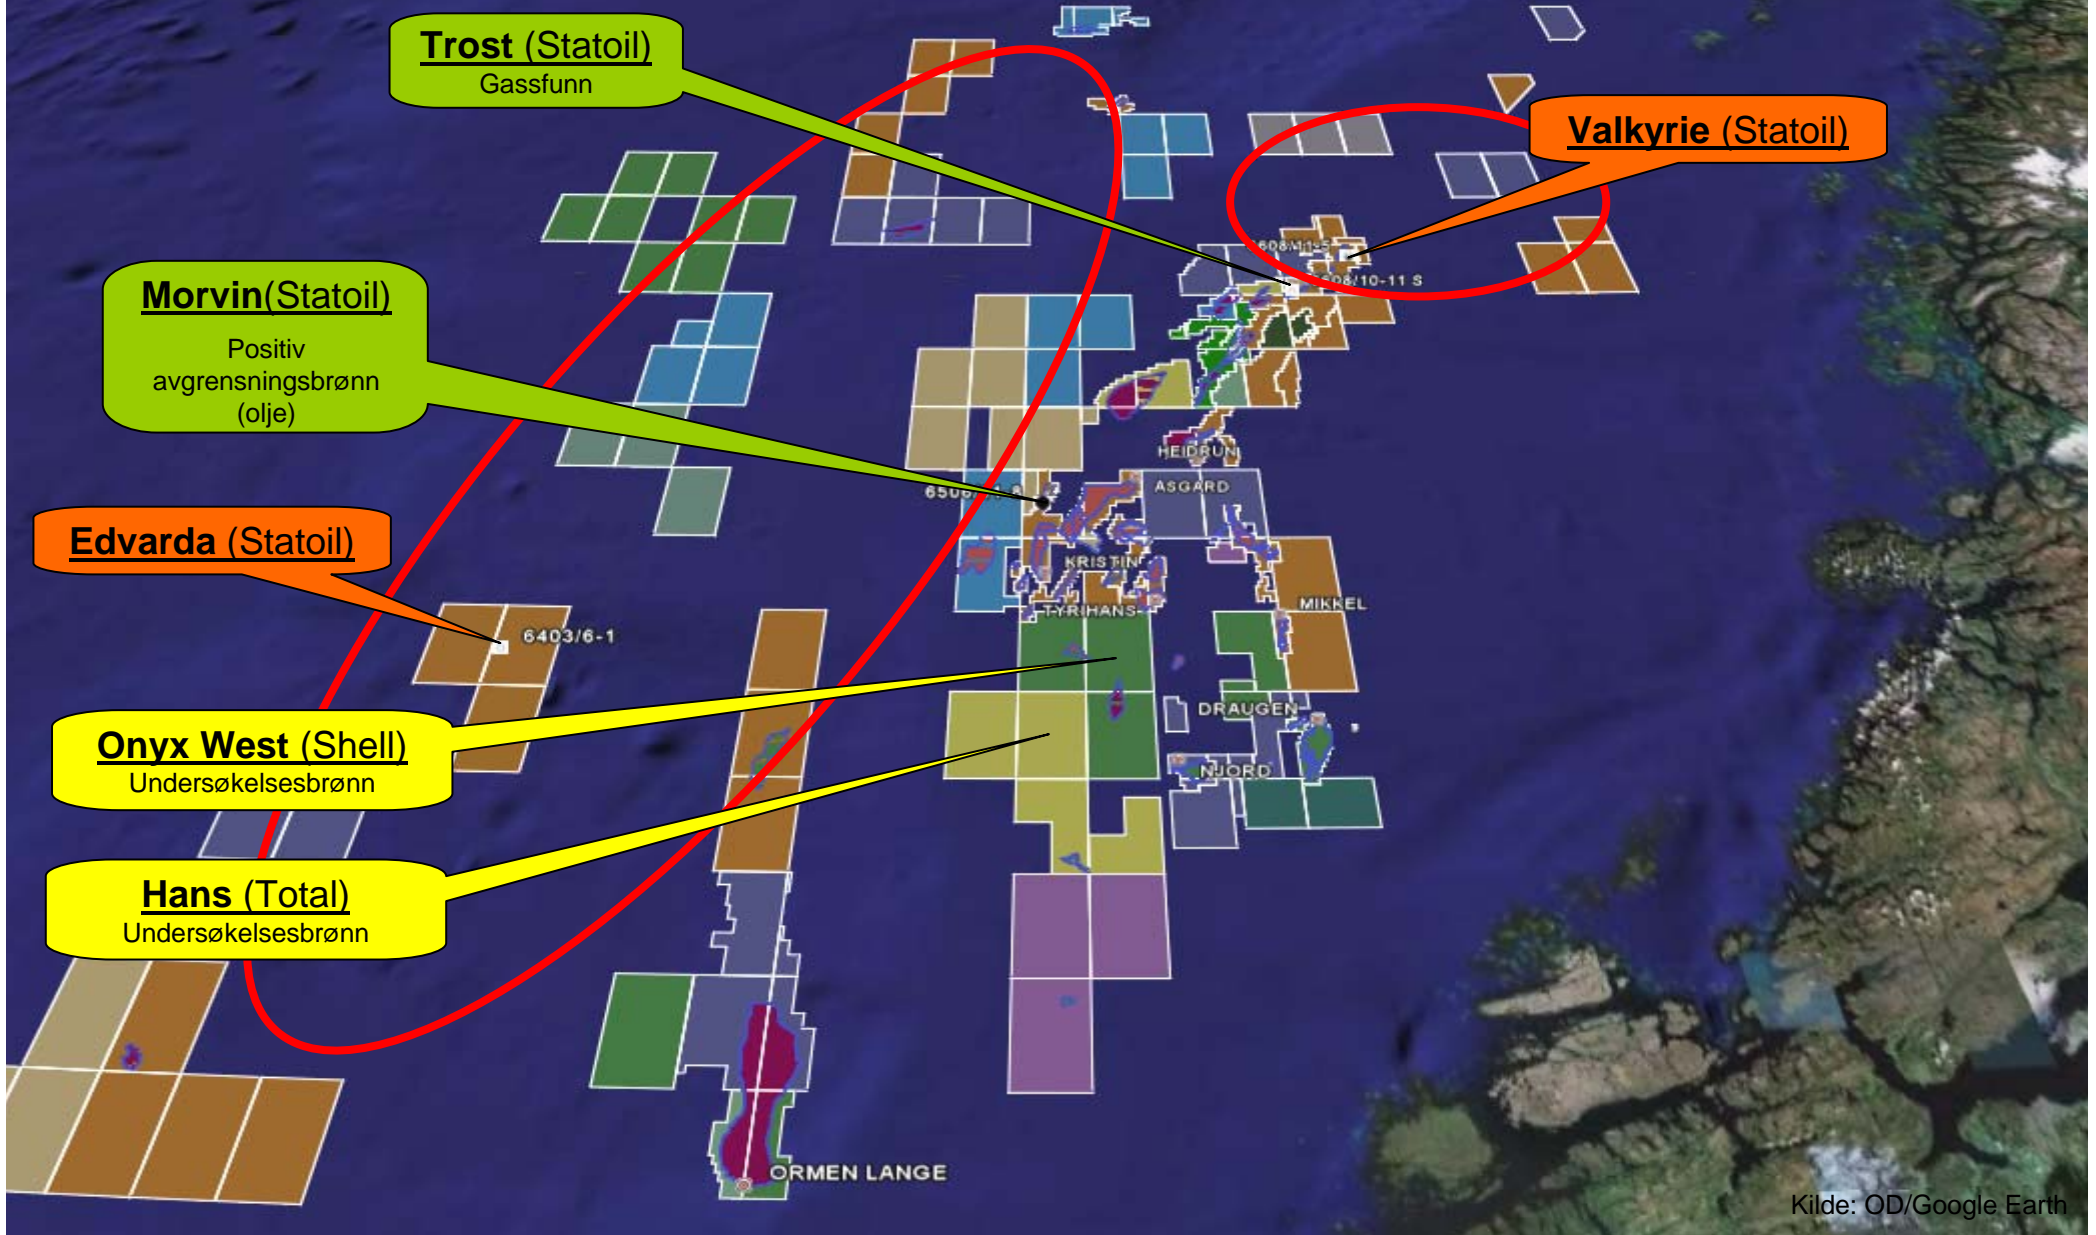 Trost (Statoil)
Gassfunn
Valkyrie (Statoil)
Morvin(Statoil)
Positiv
avgrensningsbrønn
(olje)
HEIDRUN
ASGARD
Edvarda (Statoil)
KRISTIN
TYRIHANS
MIKKEL
6403/6-1
Onyx West (Shell)
Undersøkelsesbrønn
DRAUGEN
NJORD
Hans (Total)
Undersøkelsesbrønn
ORMEN LANGE
Kilde: OD/Google Earth